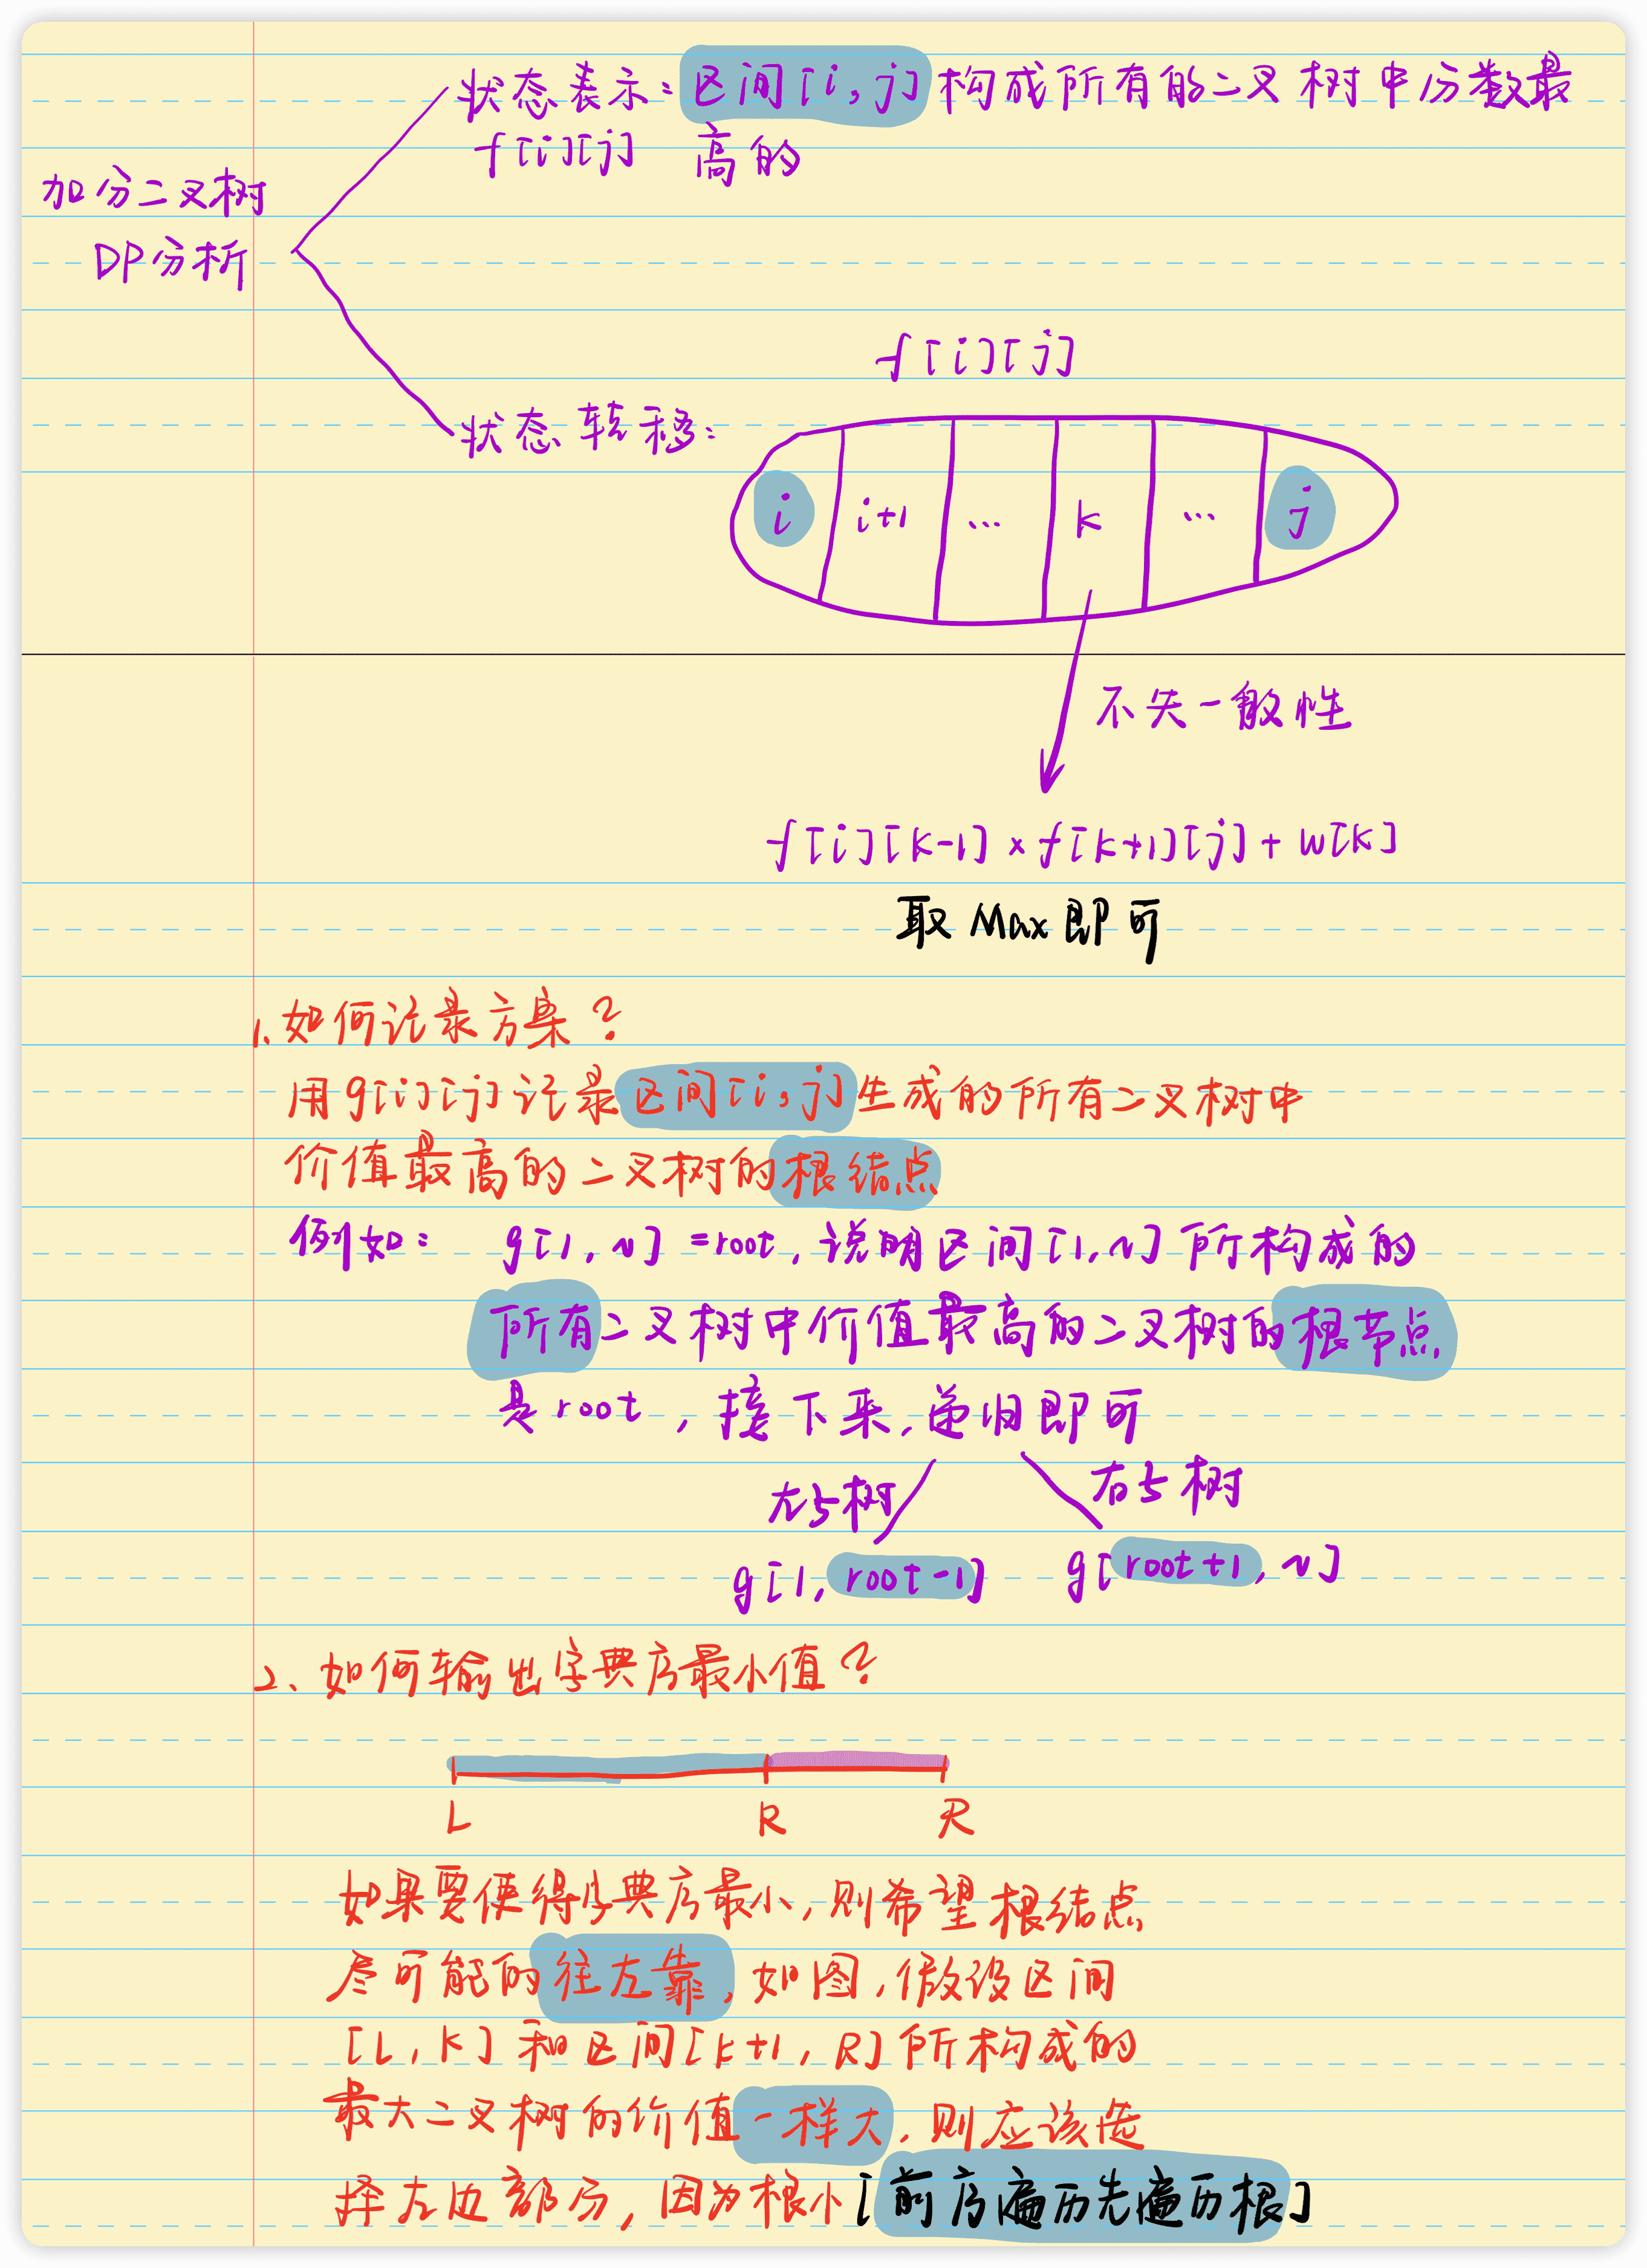 状态表示：区间[i,j]构成所有的二叉树中分数最
f[i][j] 高的
加分二叉树
DP分析
f[i][j]
状态转移：
i i+1 ... k ... j
不失一般性
f[i][k-1]×f[k+1][j]+w[k]
取Max即可
1.如何记录方案？
用g[i][j]记录区间[i,j]生成的所有二叉树中
价值最高的二叉树的根结点
例如： g[1,n]=root，说明区间[1,n]所构成的
所有二叉树中价值最高的二叉树的根节点
是root，接下来，递归即可
左子树 右子树
g[1,root-1] g[root+1,n]
2、如何输出字典序最小值？
L K R
如果要使得字典序最小，则希望根结点
尽可能的往左靠，如图，假设区间
[L,K]和区间[k+1,R]所构成的
最大二叉树的价值一样大，则应该选
择左边部分，因为根小[前序遍历先遍历根]